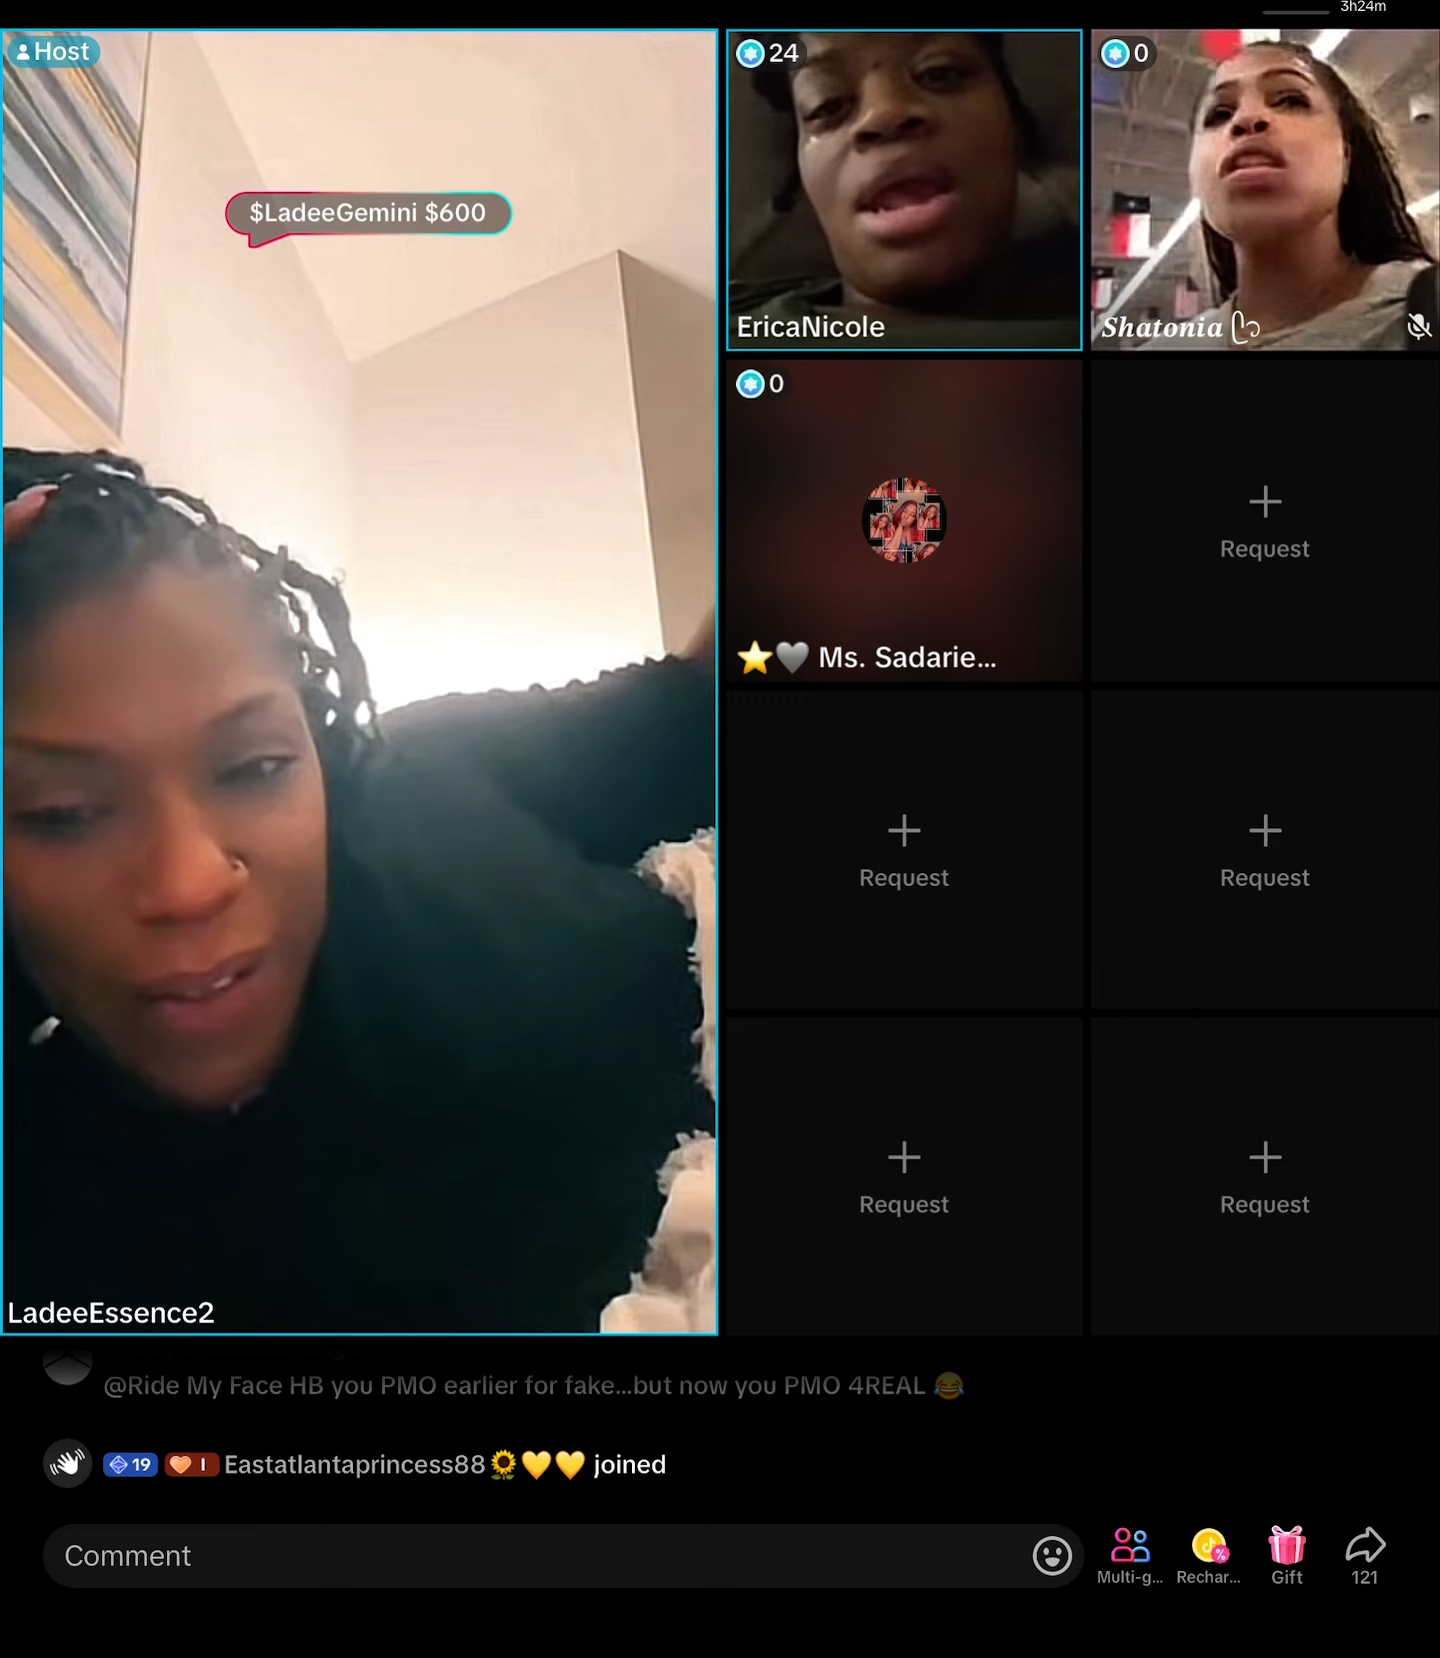 3h24m
Host
$LadeeGemini $600
24
0
EricaNicole
Shatonia
0
⭐🩶 Ms. Sadarie...
Request
Request
Request
Request
Request
LadeeEssence2
@Ride My Face HB you PMO earlier for fake...but now you PMO 4REAL 😂
19 I Eastatlantaprincess88🌻💛💛 joined
Comment
Multi-g...
Rechar...
Gift
121